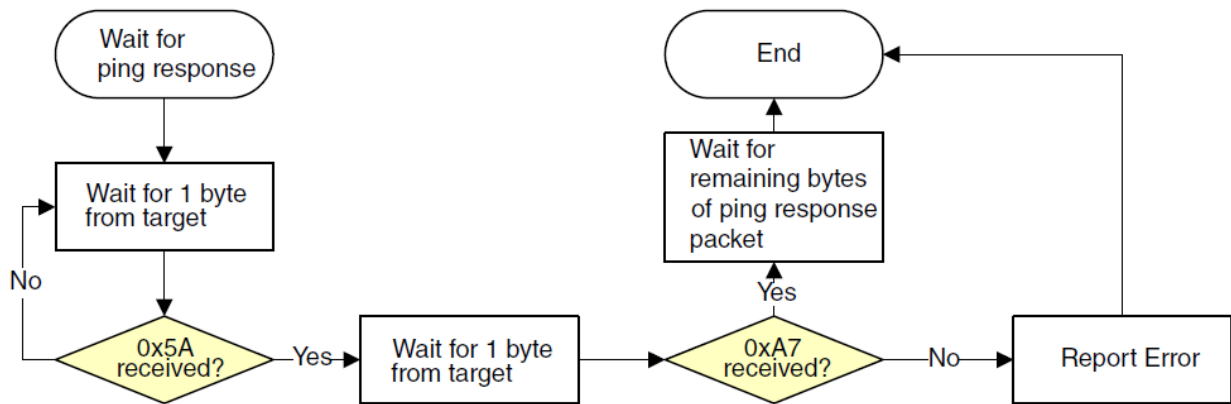 Wait for
ping response
End
Wait for 1 byte
from target
Wait for
remaining bytes
of ping response
packet
No
Yes
0x5A
received?
Yes
Wait for 1 byte
from target
0xA7
received?
No
Report Error